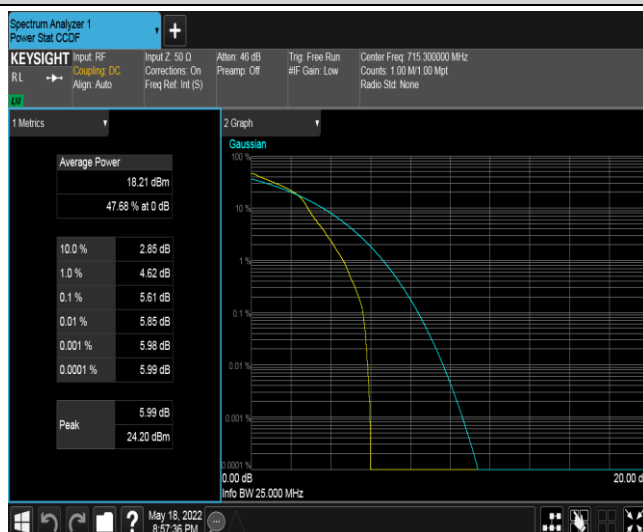 Spectrum Analyzer 1
Power Stat CCDF
+
KEYSIGHT Input: RF Input Z: 50 Ω Atten: 46 dB Trig: Free Run Center Freq: 715.300000 MHz
RL Coupling: DC Corrections: On Preamp: Off #IF Gain: Low Counts: 1.00 M/1.00 Mpt
Align: Auto Freq Ref: Int (S) Radio Std: None
LXI
1 Metrics
2 Graph
Average Power
18.21 dBm
47.68 % at 0 dB
10.0 % 2.85 dB
1.0 % 4.62 dB
0.1 % 5.61 dB
0.01 % 5.85 dB
0.001 % 5.98 dB
0.0001 % 5.99 dB
Peak 5.99 dB
24.20 dBm
Gaussian
100 %
10 %
1 %
0.1 %
0.01 %
0.001 %
0.0001 %
0.00 dB 20.00 d
Info BW 25.000 MHz
? May 18, 2022
8:57:36 PM